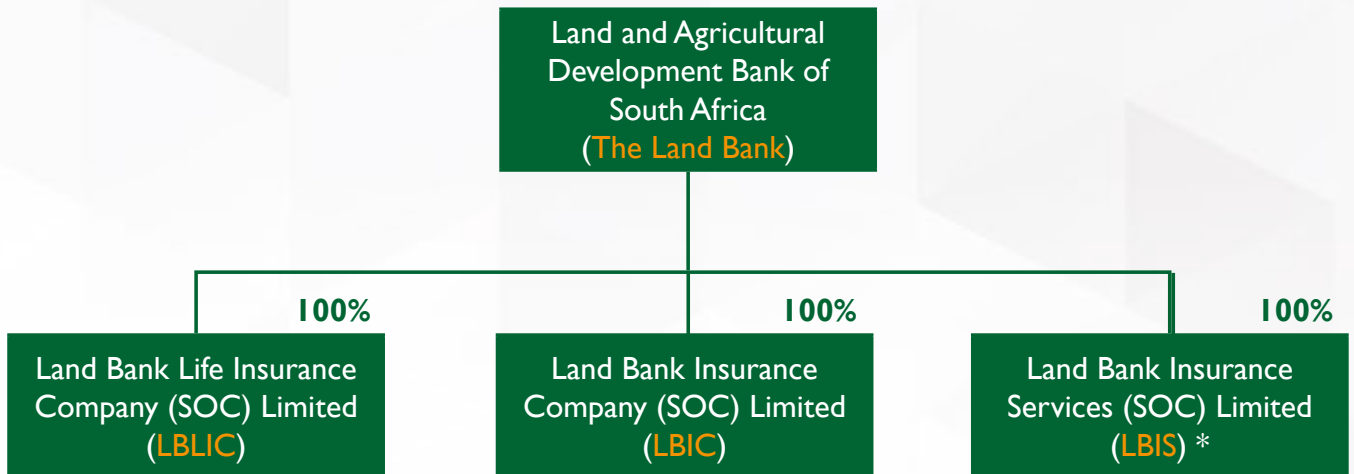 Land and Agricultural
Development Bank of
South Africa
(The Land Bank)
100%
100%
100%
Land Bank Life Insurance
Company (SOC) Limited
(LBLIC)
Land Bank Insurance
Company (SOC) Limited
(LBIC)
Land Bank Insurance
Services (SOC) Limited
(LBIS) *